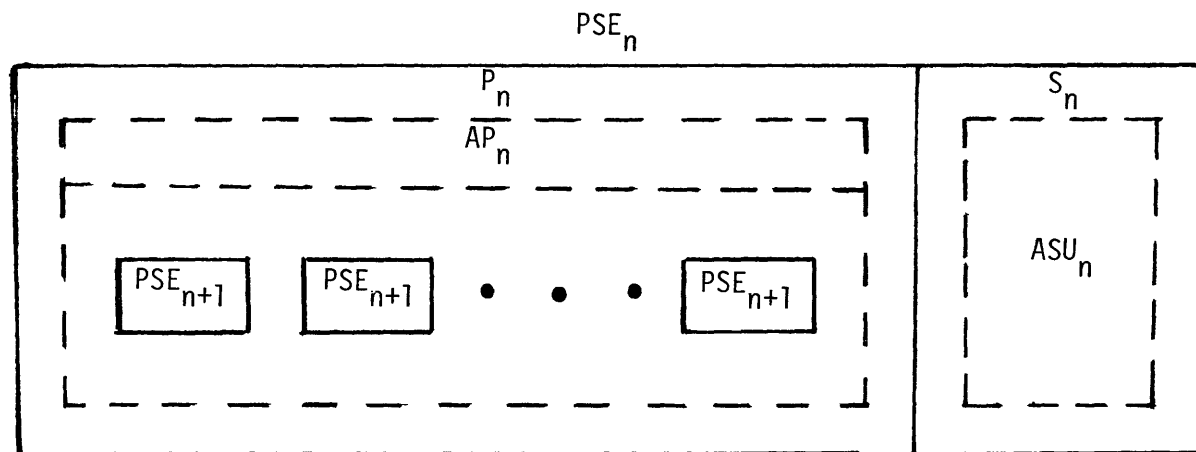 PSEn
Pn
Sn
APn
ASUn
PSEn+1 PSEn+1 • • • PSEn+1